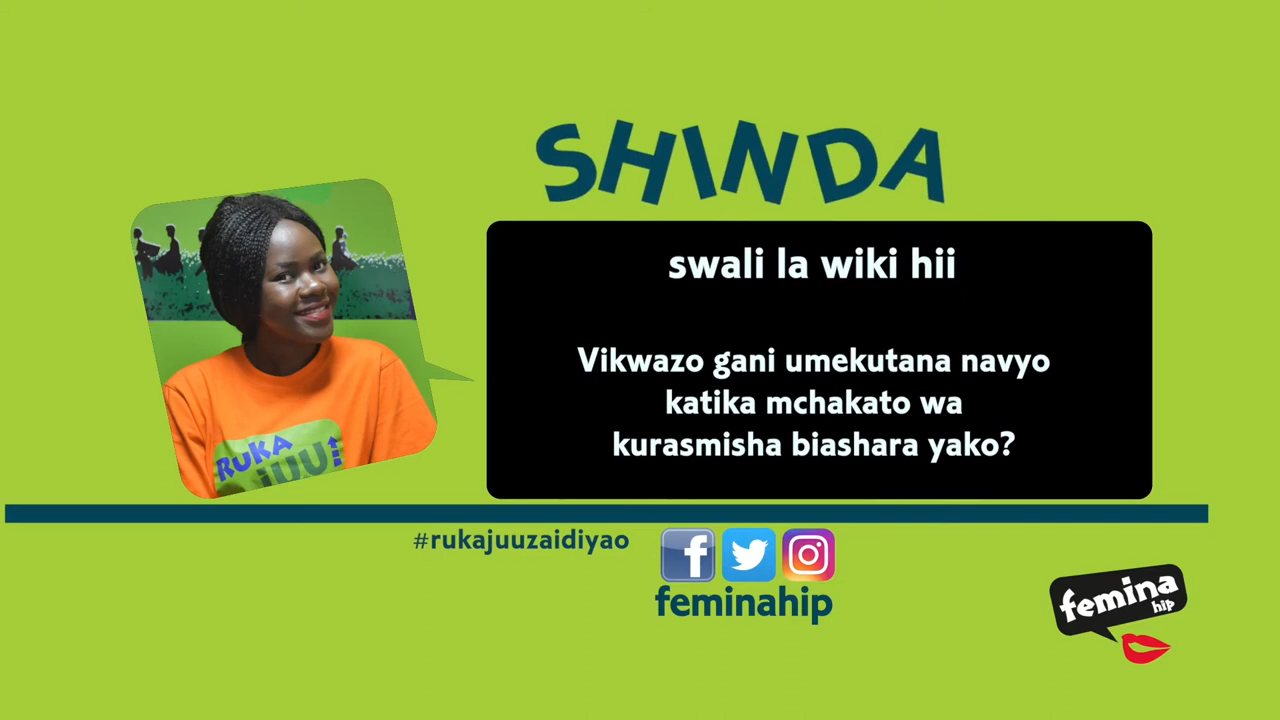 SHINDA
swali la wiki hii
Vikwazo gani umekutana navyo
katika mchakato wa
kurasmisha biashara yako?
RUKA
JUU
#rukajuuzaidiyao
feminahip
femina
hip